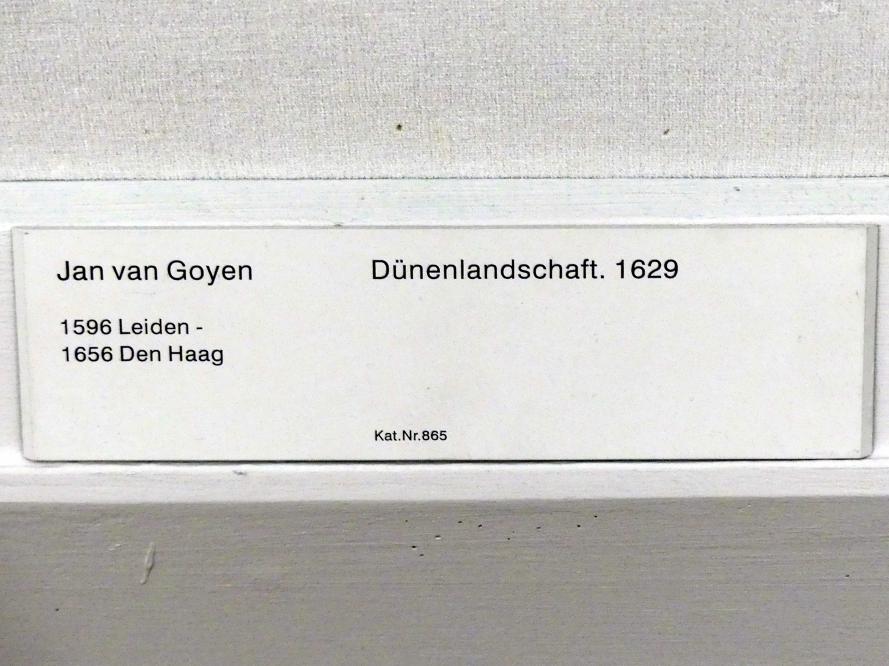 Jan van Goyen
Dünenlandschaft. 1629
1596 Leiden -
1656 Den Haag
Kat.Nr.865